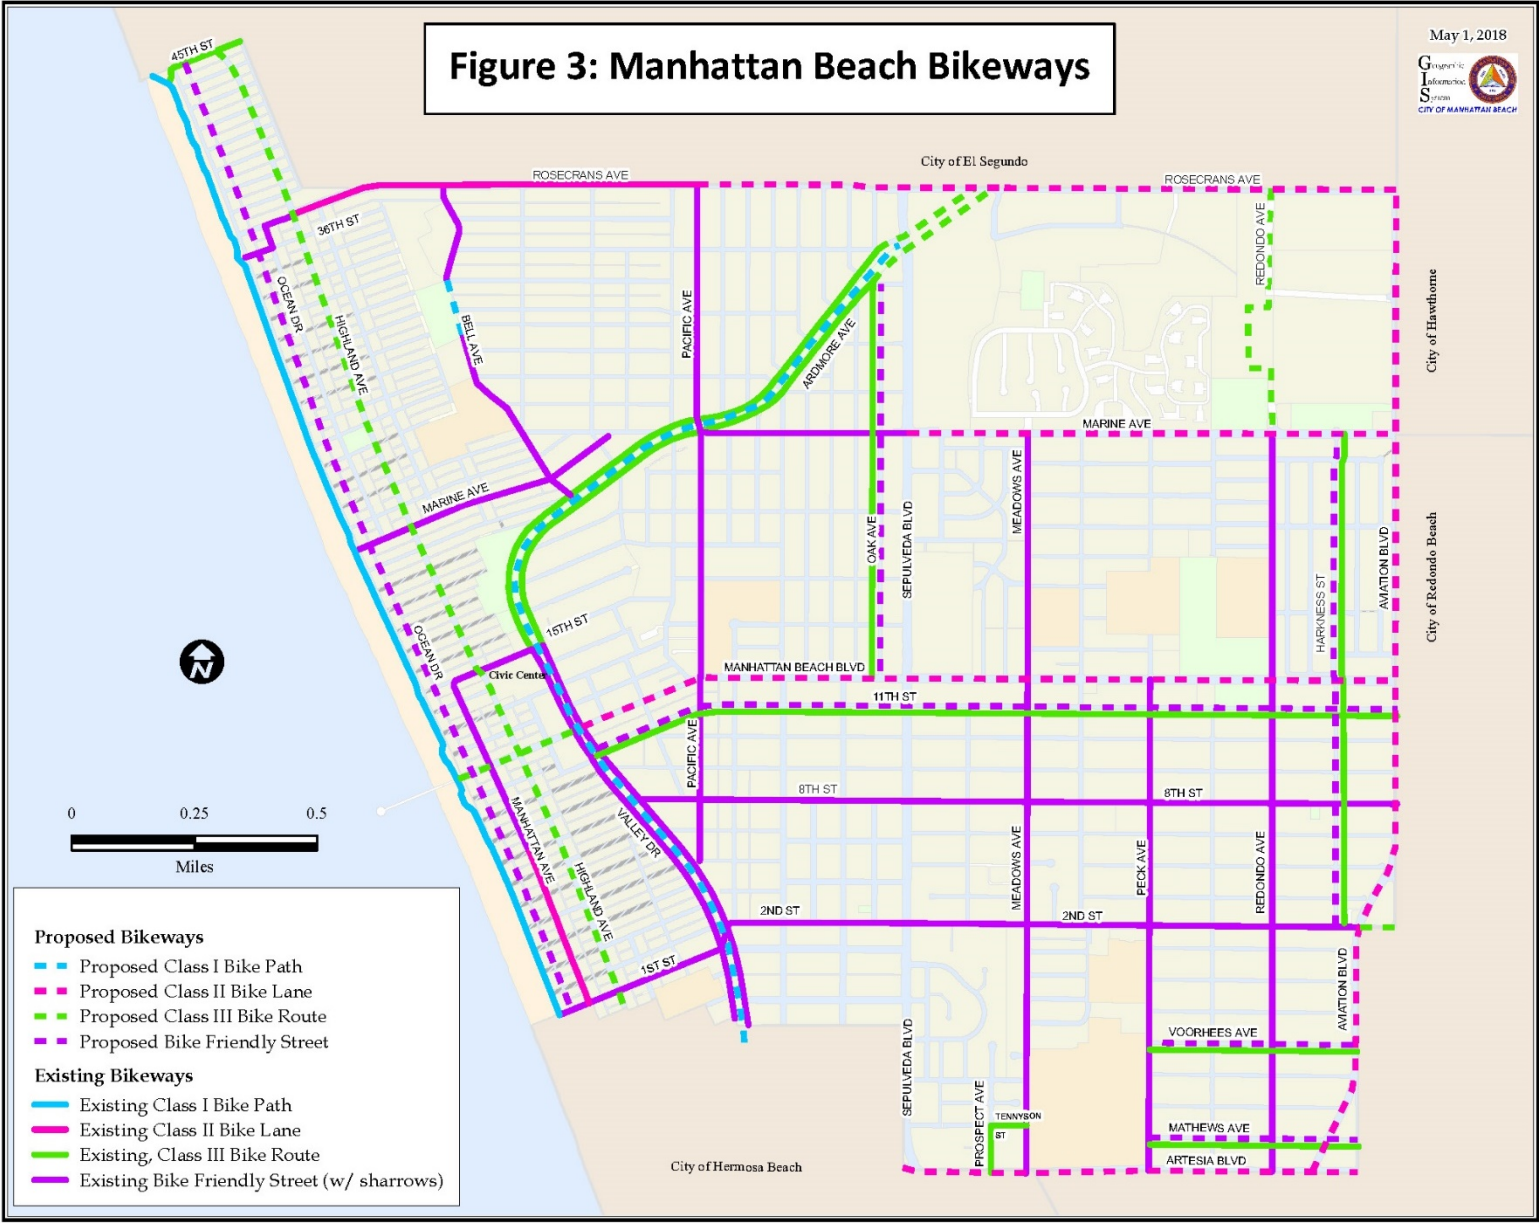 Figure 3: Manhattan Beach Bikeways
May 1, 2018
Geographic
Information
System
CITY OF MANHATTAN BEACH
45TH ST
City of El Segundo
ROSECRANS AVE
ROSECRANS AVE
36TH ST
REDONDO AVE
OCEAN DR
HIGHLAND AVE
BELL AVE
PACIFIC AVE
ARDMORE AVE
City of Hawthorne
MARINE AVE
MARINE AVE
MEADOWS AVE
OAK AVE
SEPULVEDA BLVD
HARKNESS ST
AVIATION BLVD
City of Redondo Beach
15TH ST
OCEAN DR
N
Civic Center
MANHATTAN BEACH BLVD
11TH ST
PACIFIC AVE
8TH ST
8TH ST
0
0.25
0.5
Miles
MANHATTAN AVE
VALLEY DR
HIGHLAND AVE
MEADOWS AVE
PECK AVE
REDONDO AVE
2ND ST
2ND ST
1ST ST
AVIATION BLVD
VOORHEES AVE
SEPULVEDA BLVD
PROSPECT AVE
TENNYSON
ST
MATHEWS AVE
ARTESIA BLVD
City of Hermosa Beach
Proposed Bikeways
Proposed Class I Bike Path
Proposed Class II Bike Lane
Proposed Class III Bike Route
Proposed Bike Friendly Street
Existing Bikeways
Existing Class I Bike Path
Existing Class II Bike Lane
Existing, Class III Bike Route
Existing Bike Friendly Street (w/ sharrows)